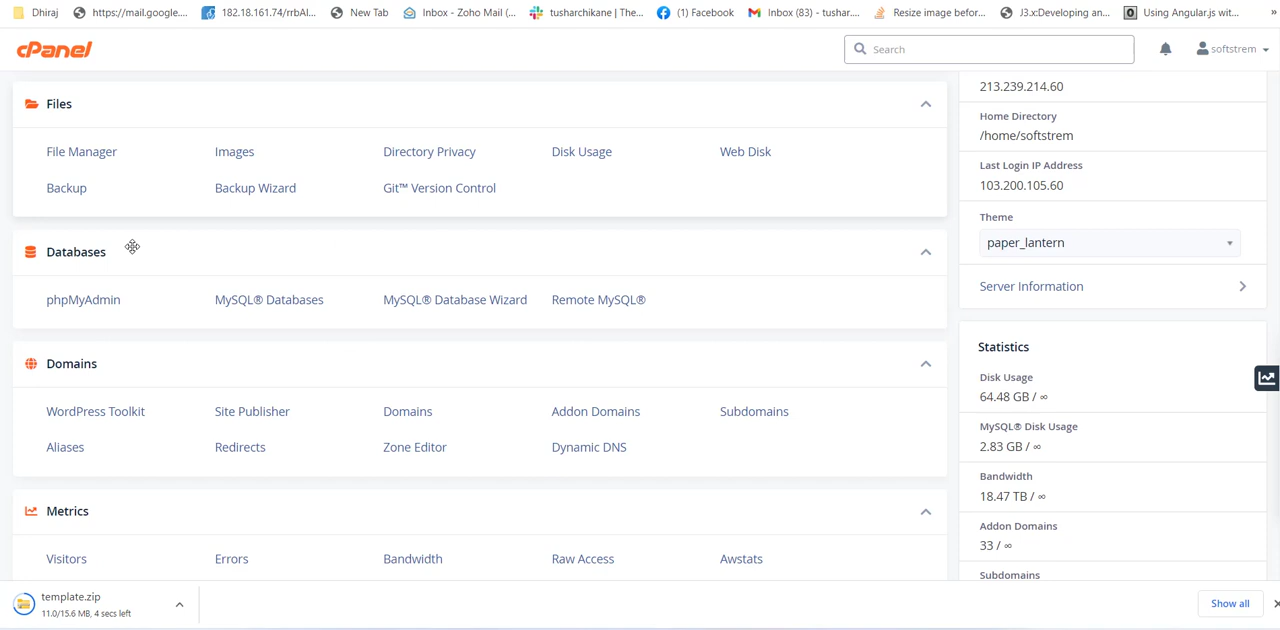 Dhiraj https://mail.google.... 182.18.161.74/rrbAl... New Tab Inbox - Zoho Mail (... tusharchikane | The... (1) Facebook Inbox (83) - tushar.... Resize image befor... J3.x:Developing an... Using Angular.js wit... »
cPanel Search softstrem
213.239.214.60
Files
Home Directory
/home/softstrem
File Manager Images Directory Privacy Disk Usage Web Disk
Last Login IP Address
103.200.105.60
Backup Backup Wizard Git™ Version Control
Theme
paper_lantern
Databases
Server Information
phpMyAdmin MySQL® Databases MySQL® Database Wizard Remote MySQL®
Statistics
Domains
Disk Usage
64.48 GB / ∞
WordPress Toolkit Site Publisher Domains Addon Domains Subdomains
MySQL® Disk Usage
2.83 GB / ∞
Aliases Redirects Zone Editor Dynamic DNS
Bandwidth
18.47 TB / ∞
Metrics
Addon Domains
33 / ∞
Visitors Errors Bandwidth Raw Access Awstats
Subdomains
template.zip
11.0/15.6 MB, 4 secs left
Show all